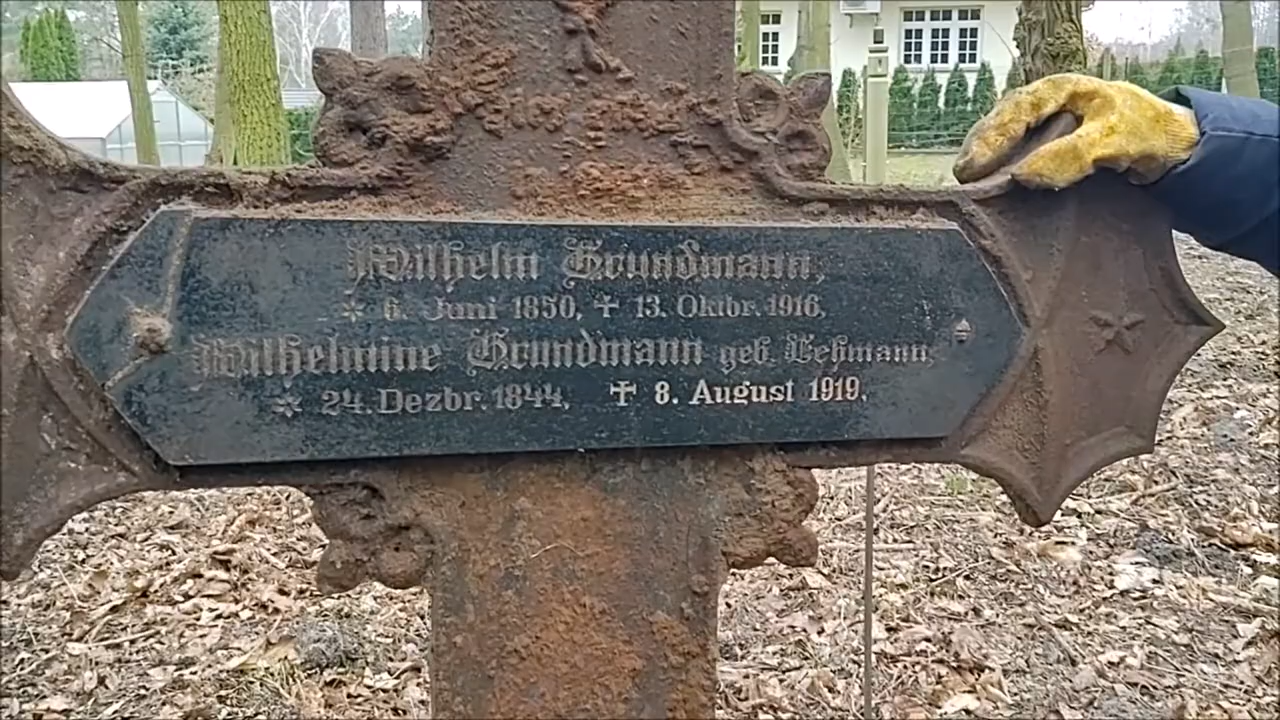 Wilhelm Grundmann,
* 6. Juni 1850, ✝ 13. Oktbr. 1916,
Wilhelmine Grundmann geb. Lehmann,
* 24. Dezbr. 1844, ✝ 8. August 1919.